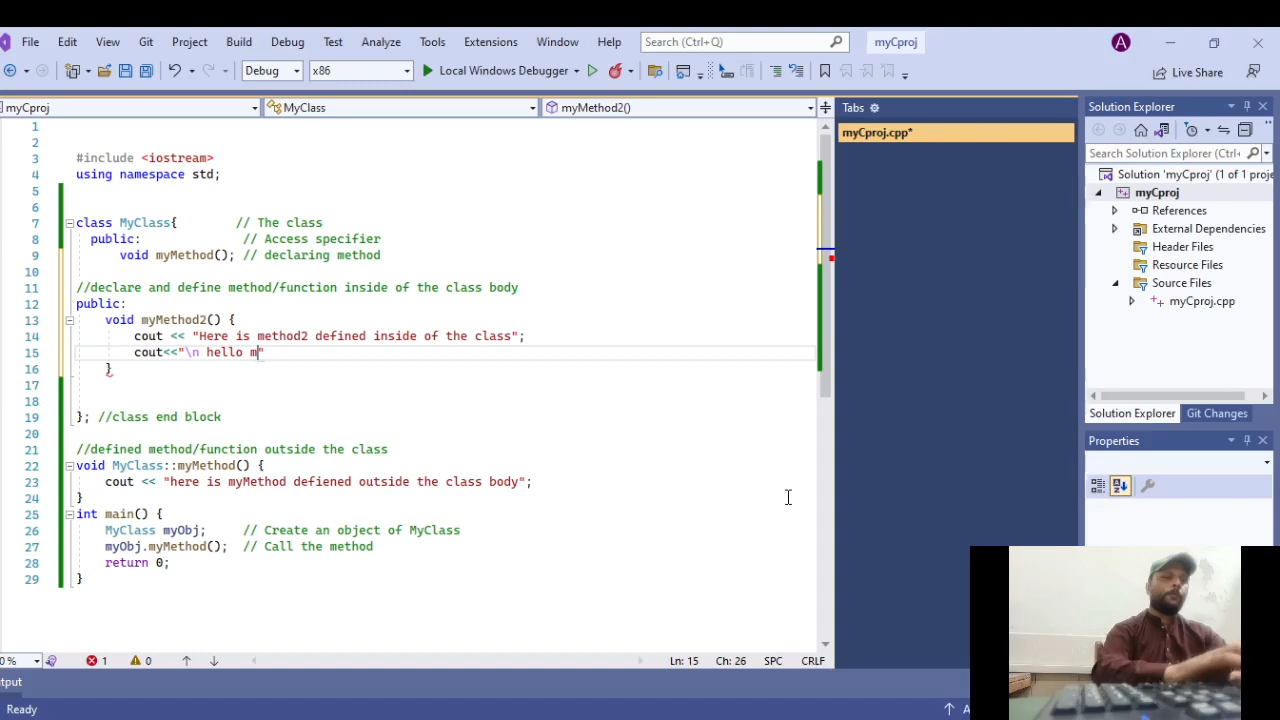 File Edit View Git Project Build Debug Test Analyze Tools Extensions Window Help Search (Ctrl+Q) myCproj A
Debug x86 Local Windows Debugger Live Share
myCproj MyClass myMethod2()
1
2
3 #include <iostream>
4 using namespace std;
5
6
7 class MyClass{ // The class
8 public: // Access specifier
9 void myMethod(); // declaring method
10
11 //declare and define method/function inside of the class body
12 public:
13 void myMethod2() {
14 cout << "Here is method2 defined inside of the class";
15 cout<<"\n hello m"
16 }
17
18
19 }; //class end block
20
21 //defined method/function outside the class
22 void MyClass::myMethod() {
23 cout << "here is myMethod defiened outside the class body";
24 }
25 int main() {
26 MyClass myObj; // Create an object of MyClass
27 myObj.myMethod(); // Call the method
28 return 0;
29 }
0% 1 0 Ln: 15 Ch: 26 SPC CRLF
tput
Ready
Tabs
myCproj.cpp*
Solution Explorer
Search Solution Explorer (Ctrl+
Solution 'myCproj' (1 of 1 proje
myCproj
References
External Dependencies
Header Files
Resource Files
Source Files
myCproj.cpp
Solution Explorer Git Changes
Properties